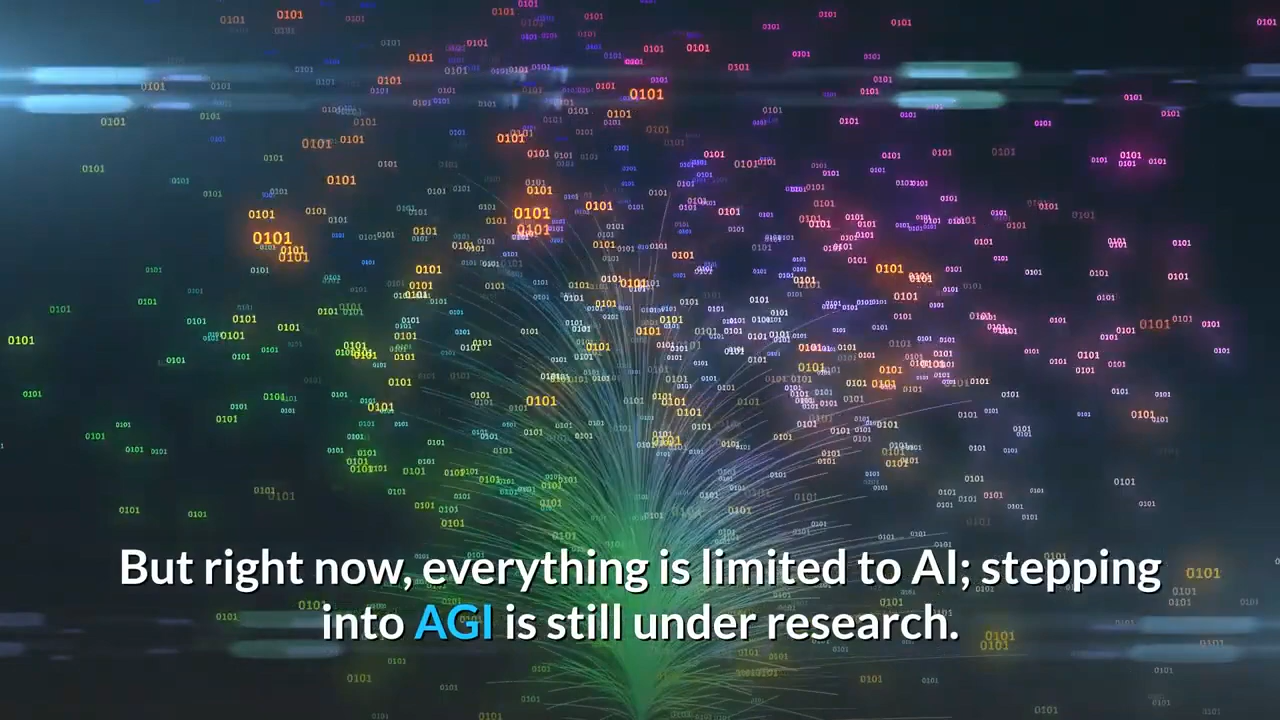 But right now, everything is limited to AI; stepping
into AGI is still under research.